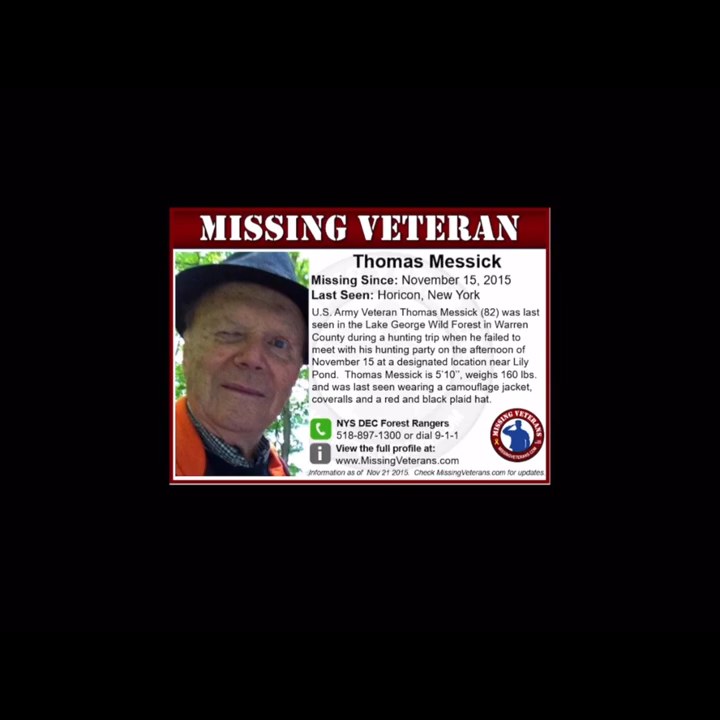 MISSING VETERAN
Thomas Messick
Missing Since: November 15, 2015
Last Seen: Horicon, New York
U.S. Army Veteran Thomas Messick (82) was last
seen in the Lake George Wild Forest in Warren
County during a hunting trip when he failed to
meet with his hunting party on the afternoon of
November 15 at a designated location near Lily
Pond. Thomas Messick is 5'10", weighs 160 lbs.
and was last seen wearing a camouflage jacket,
coveralls and a red and black plaid hat.
NYS DEC Forest Rangers
518-897-1300 or dial 9-1-1
View the full profile at:
www.MissingVeterans.com
Information as of Nov 21 2015. Check MissingVeterans.com for updates.
MISSING VETERANS
MISSINGVETERANS.COM